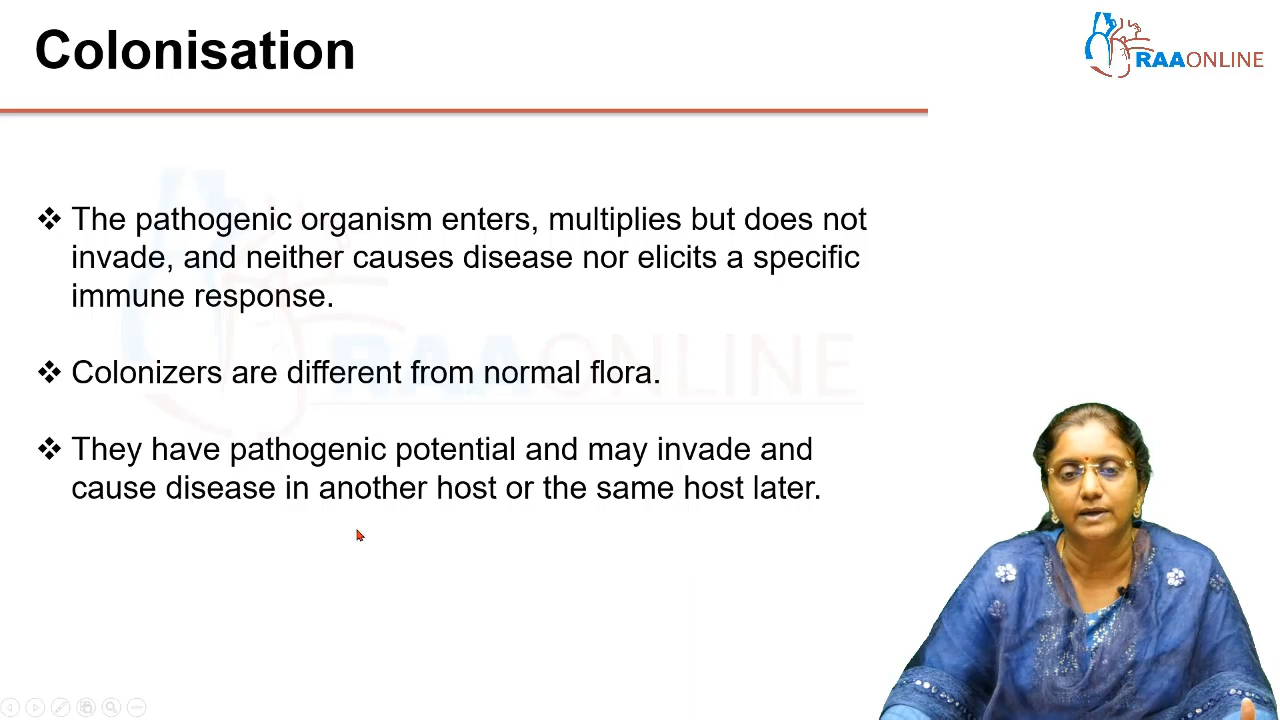 Colonisation
RAAONLINE
❖ The pathogenic organism enters, multiplies but does not
invade, and neither causes disease nor elicits a specific
immune response.
RAAONLINE
❖ Colonizers are different from normal flora.
❖ They have pathogenic potential and may invade and
cause disease in another host or the same host later.